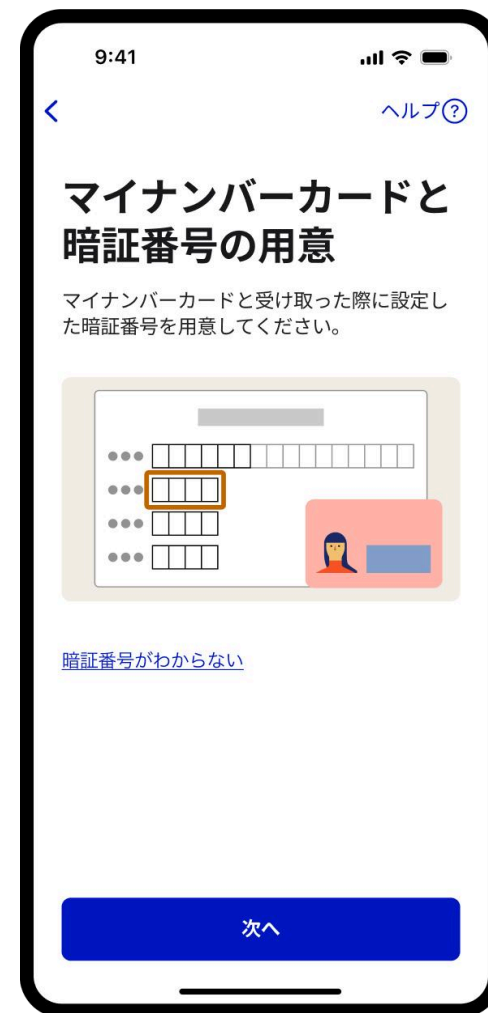 9:41
ヘルプ?
マイナンバーカードと
暗証番号の用意
マイナンバーカードと受け取った際に設定し
た暗証番号を用意してください。
暗証番号がわからない
次へ